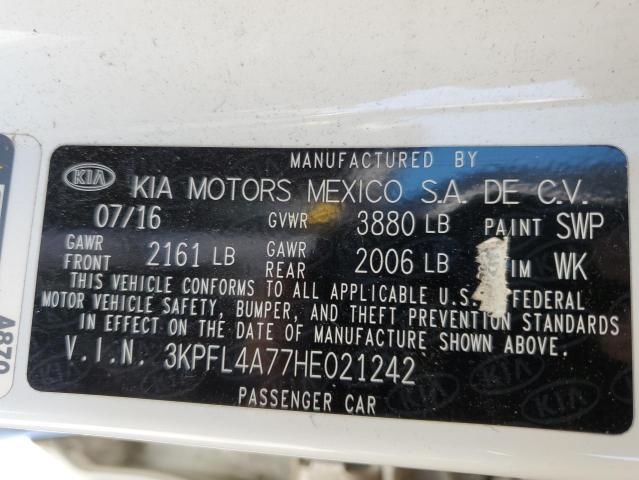 MANUFACTURED BY
KIA KIA MOTORS MEXICO S.A. DE C.V.
07/16 GVWR 3880 LB PAINT SWP
GAWR FRONT 2161 LB GAWR REAR 2006 LB IM WK
THIS VEHICLE CONFORMS TO ALL APPLICABLE U.S. FEDERAL
MOTOR VEHICLE SAFETY, BUMPER, AND THEFT PREVENTION STANDARDS
IN EFFECT ON THE DATE OF MANUFACTURE SHOWN ABOVE.
V.I.N. 3KPFL4A77HE021242
PASSENGER CAR
A870